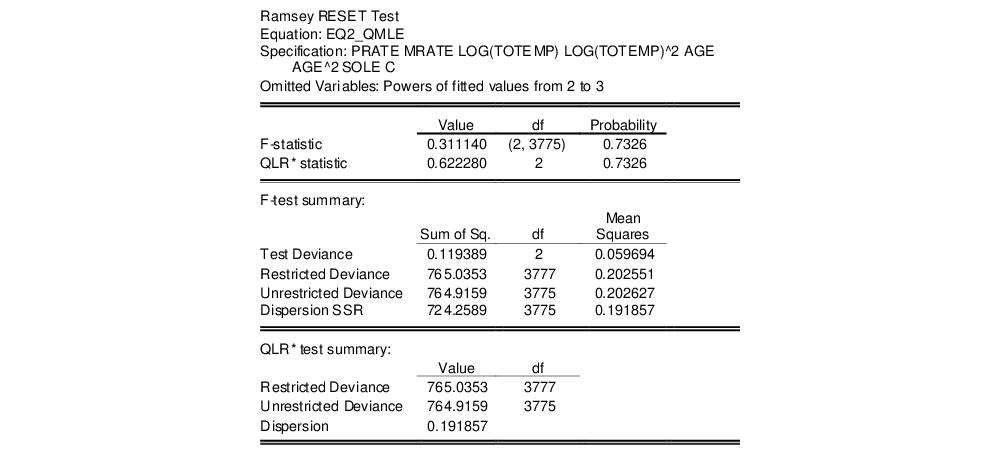 Ramsey RESET Test
Equation: EQ2_QMLE
Specification: PRATE MRATE LOG(TOTEMP) LOG(TOTEMP)^2 AGE
AGE^2 SOLE C
Omitted Variables: Powers of fitted values from 2 to 3
Value df Probability
F-statistic 0.311140 (2, 3775) 0.7326
QLR* statistic 0.622280 2 0.7326
F-test summary:
Mean
Sum of Sq. df Squares
Test Deviance 0.119389 2 0.059694
Restricted Deviance 765.0353 3777 0.202551
Unrestricted Deviance 764.9159 3775 0.202627
Dispersion SSR 724.2589 3775 0.191857
QLR* test summary:
Value df
Restricted Deviance 765.0353 3777
Unrestricted Deviance 764.9159 3775
Dispersion 0.191857